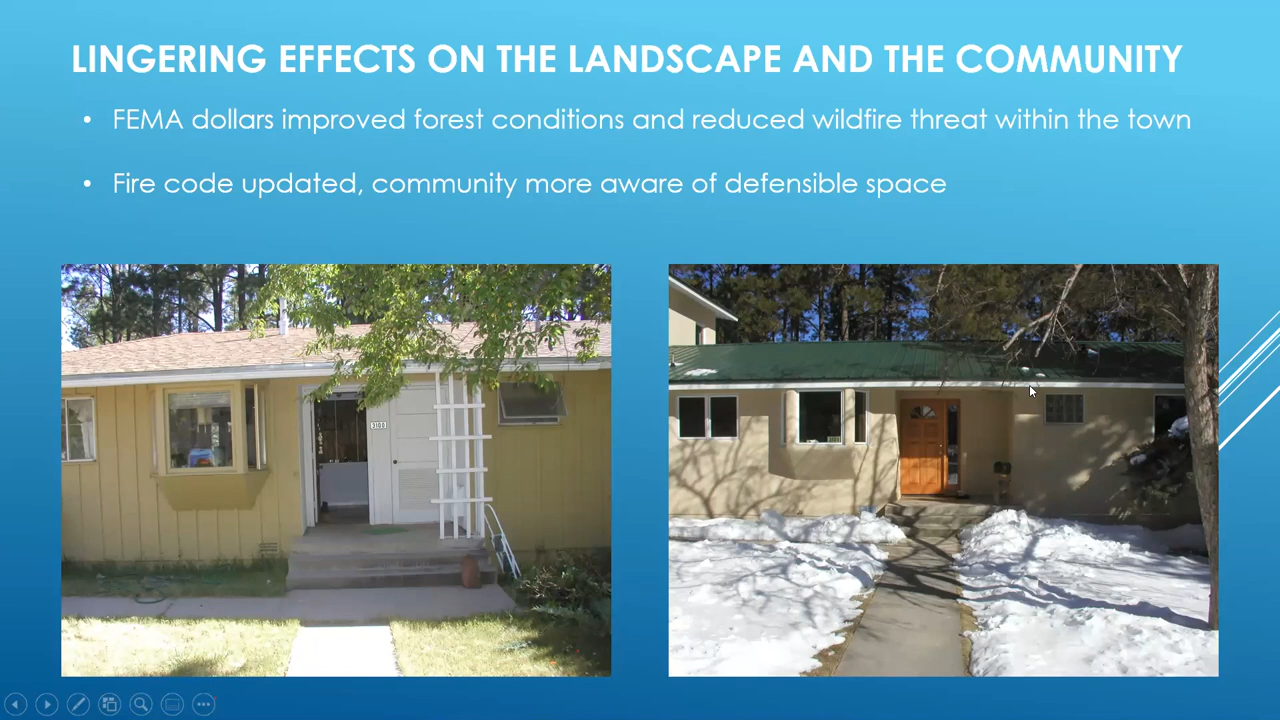 LINGERING EFFECTS ON THE LANDSCAPE AND THE COMMUNITY
• FEMA dollars improved forest conditions and reduced wildfire threat within the town
• Fire code updated, community more aware of defensible space
3100